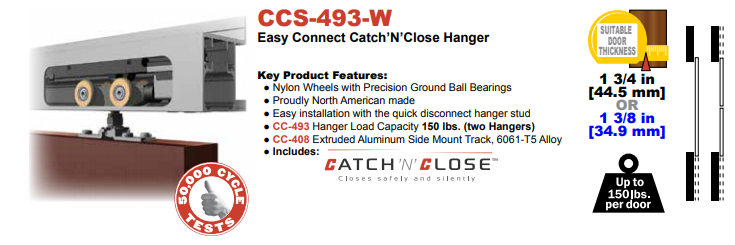 CCS-493-W
Easy Connect Catch’N’Close Hanger
Key Product Features:
● Nylon Wheels with Precision Ground Ball Bearings
● Proudly North American made
● Easy installation with the quick disconnect hanger stud
● CC-493 Hanger Load Capacity 150 lbs. (two Hangers)
● CC-408 Extruded Aluminum Side Mount Track, 6061-T5 Alloy
● Includes:
CATCH 'N' CLOSE™
Closes safely and silently
50,000 CYCLE
TESTS
SUITABLE
DOOR
THICKNESS
1 3/4 in
[44.5 mm]
OR
1 3/8 in
[34.9 mm]
Up to
150lbs.
per door